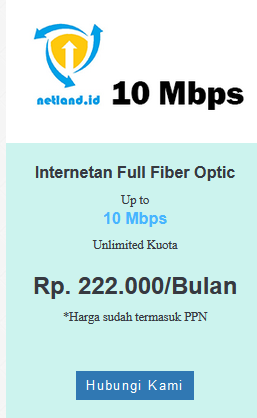 netland.id
10 Mbps
Internetan Full Fiber Optic
Up to
10 Mbps
Unlimited Kuota
Rp. 222.000/Bulan
*Harga sudah termasuk PPN
Hubungi Kami